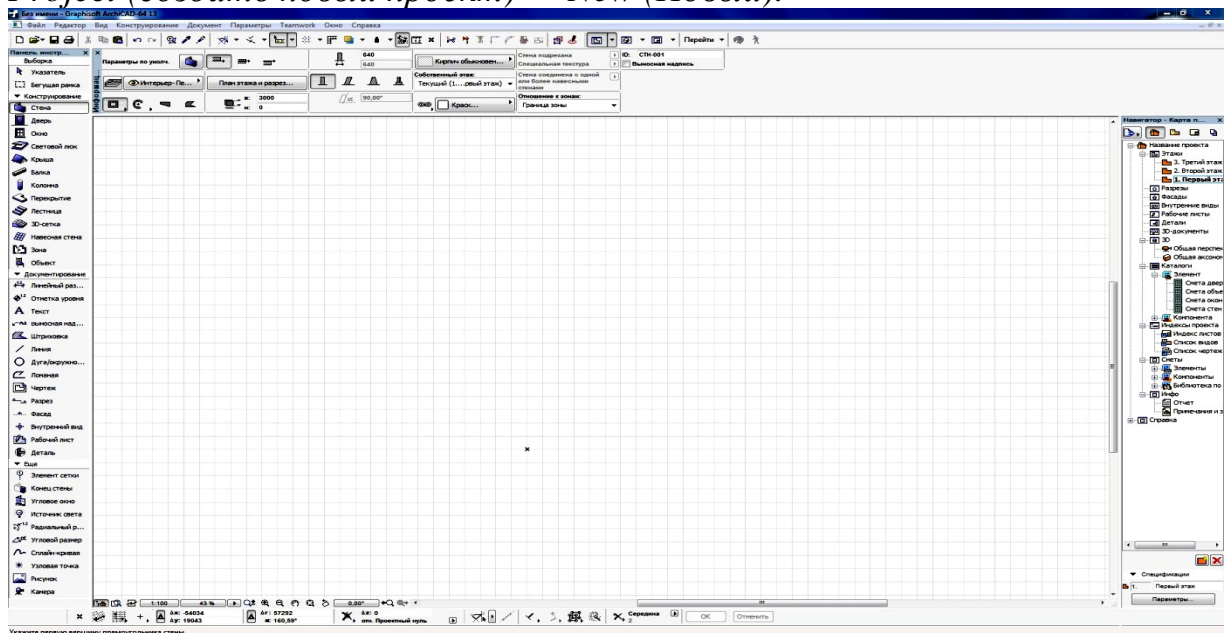 Project (создать новый проект) – New (Новый).
Без имени - Graphisoft ArchiCAD-64 13
Файл Редактор Вид Конструирование Документ Параметры Teamwork Окно Справка
Перейти
Панель инстр...
Выборка
Указатель
Бегущая рамка
Конструирование
Стена
Дверь
Окно
Световой люк
Крыша
Балка
Колонна
Перекрытие
Лестница
3D-сетка
Навесная стена
Зона
Объект
Документирование
Линейный раз...
Отметка уровня
Текст
Выносная над...
Штриховка
Линия
Дуга/окружно...
Ломаная
Чертеж
Разрез
Фасад
Внутренний вид
Рабочий лист
Деталь
Еще
Элемент сетки
Конец стены
Угловое окно
Источник света
Радиальный р...
Угловой размер
Сплайн-кривая
Узловая точка
Рисунок
Камера
Параметры по умолч.
Интерьер-Пе...
План этажа и разрез...
н: 3000
н: 0
640
640
90,00°
Кирпич обыкновен...
Собственный этаж:
Текущий (1....рвый этаж)
Краск...
Стена подрезана
Специальная текстура
Стена соединена с одной
или более навесными
стенами
Отношение к зонам:
Граница зоны
ID: СТН-001
Выносная надпись
Навигатор - Карта п...
Название проекта
Этажи
3. Третий этаж
2. Второй этаж
1. Первый эта
Разрезы
Фасады
Внутренние виды
Рабочие листы
Детали
3D-документы
3D
Общая перспек
Общая аксоном
Каталоги
Элемент
Смета двер
Смета объе
Смета окон
Смета стен
Компонента
Индексы проекта
Индекс листов
Список видов
Список чертеж
Сметы
Элементы
Компоненты
Библиотека по
Инфо
Отчет
Примечания и з
Справка
Спецификации
1. Первый этаж
Параметры...
1:100 43 % 0,00°
Δx: -54034
Δy: 19043
Δr: 57292
α: 160,59°
Δz: 0
отн. Проектный нуль
Середина
2
OK
Отменить
Укажите первую вершину прямоугольника стены.